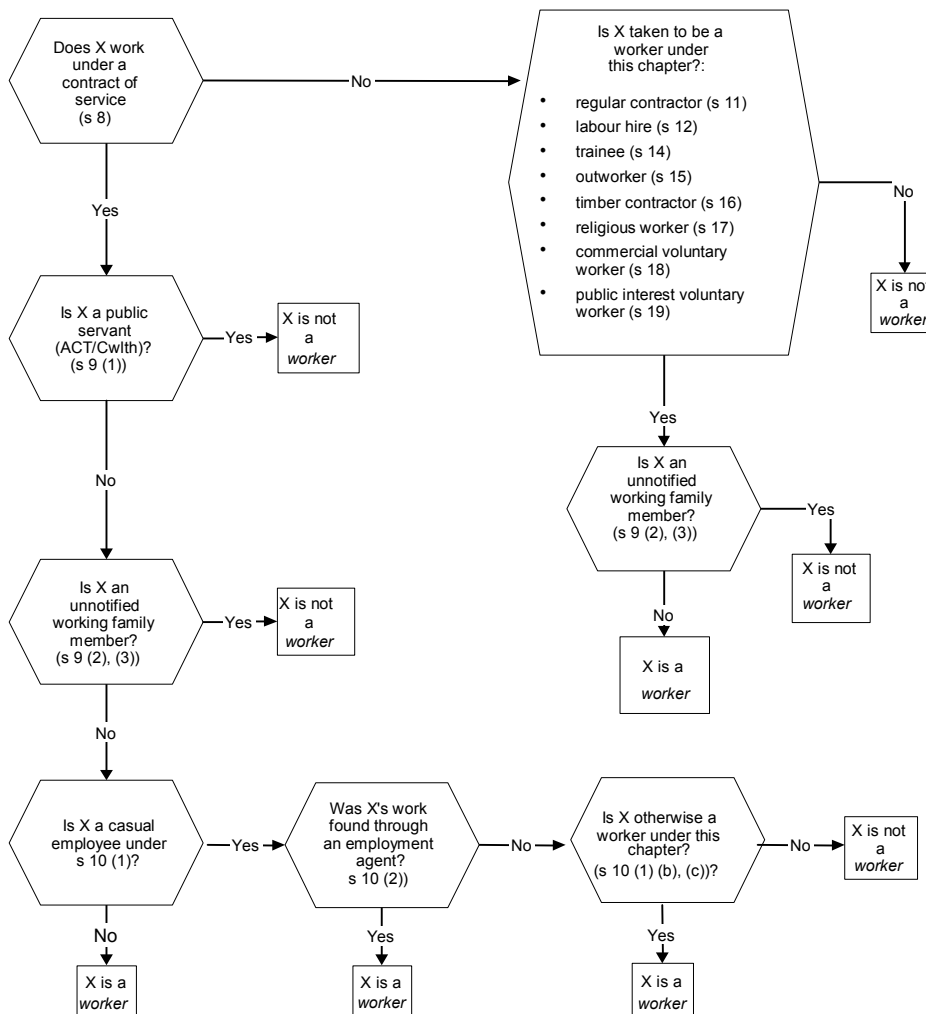 Does X work
under a
contract of
service
(s 8)
No
Is X taken to be a
worker under
this chapter?:
• regular contractor (s 11)
• labour hire (s 12)
• trainee (s 14)
• outworker (s 15)
• timber contractor (s 16)
• religious worker (s 17)
• commercial voluntary
worker (s 18)
• public interest voluntary
worker (s 19)
No
X is not
a
worker
Yes
Is X a public
servant
(ACT/Cwlth)?
(s 9 (1))
Yes
X is not
a
worker
Yes
Is X an
unnotified
working family
member?
(s 9 (2), (3))
Yes
X is not
a
worker
No
X is a
worker
No
Is X an
unnotified
working family
member?
(s 9 (2), (3))
Yes
X is not
a
worker
No
Is X a casual
employee under
s 10 (1)?
Yes
Was X's work
found through
an employment
agent?
s 10 (2))
No
Is X otherwise a
worker under this
chapter?
(s 10 (1) (b), (c))?
No
X is not
a
worker
No
X is a
worker
Yes
X is a
worker
Yes
X is a
worker